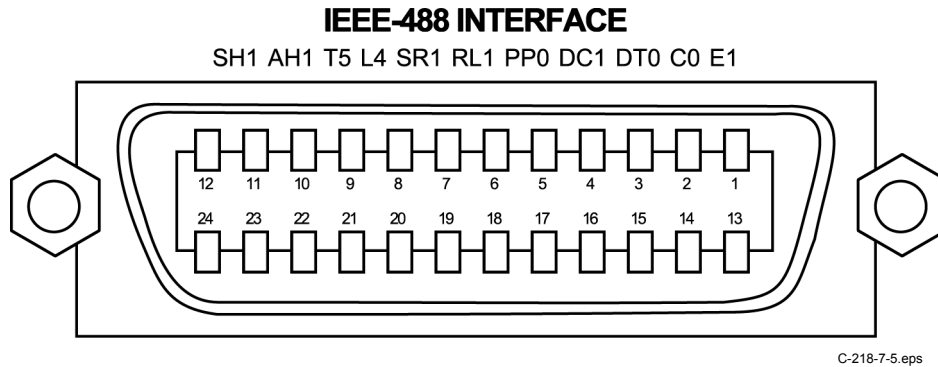 IEEE-488 INTERFACE
SH1 AH1 T5 L4 SR1 RL1 PP0 DC1 DT0 C0 E1
12 11 10 9 8 7 6 5 4 3 2 1
24 23 22 21 20 19 18 17 16 15 14 13
C-218-7-5.eps